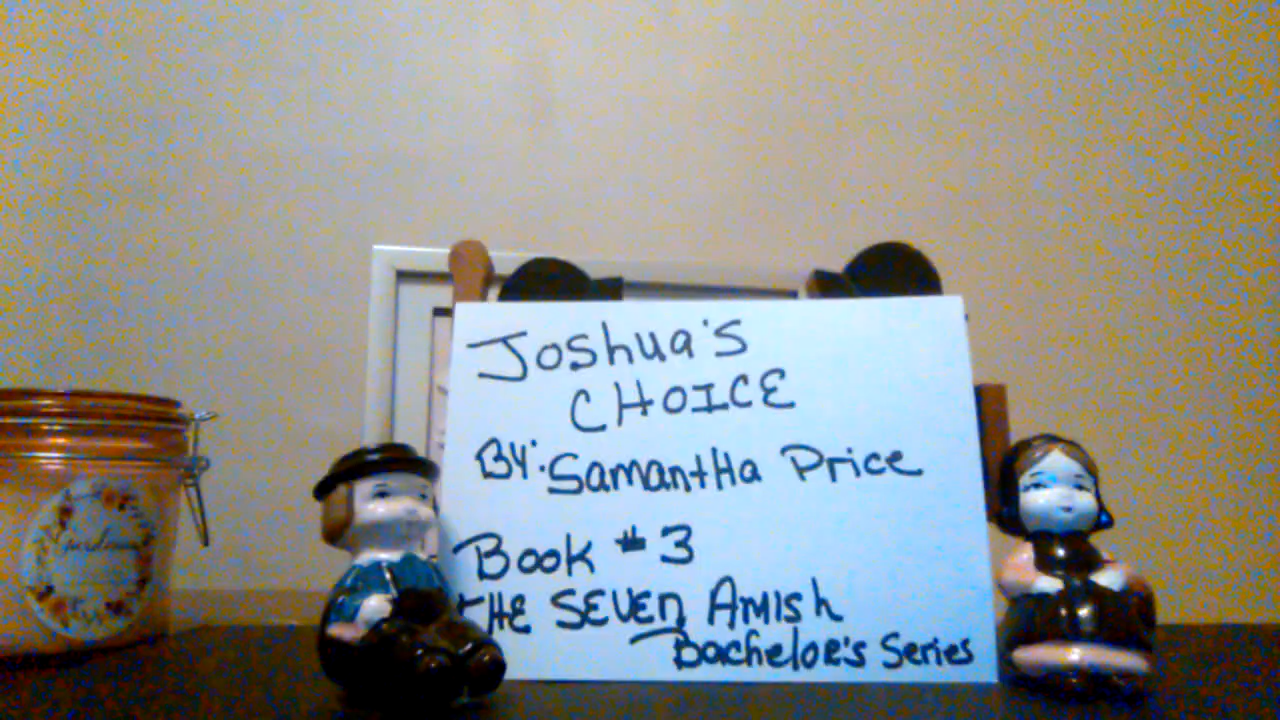 Joshua's
CHOICE
BY: Samantha Price
Book #3
THE SEVEN Amish
Bachelor's Series